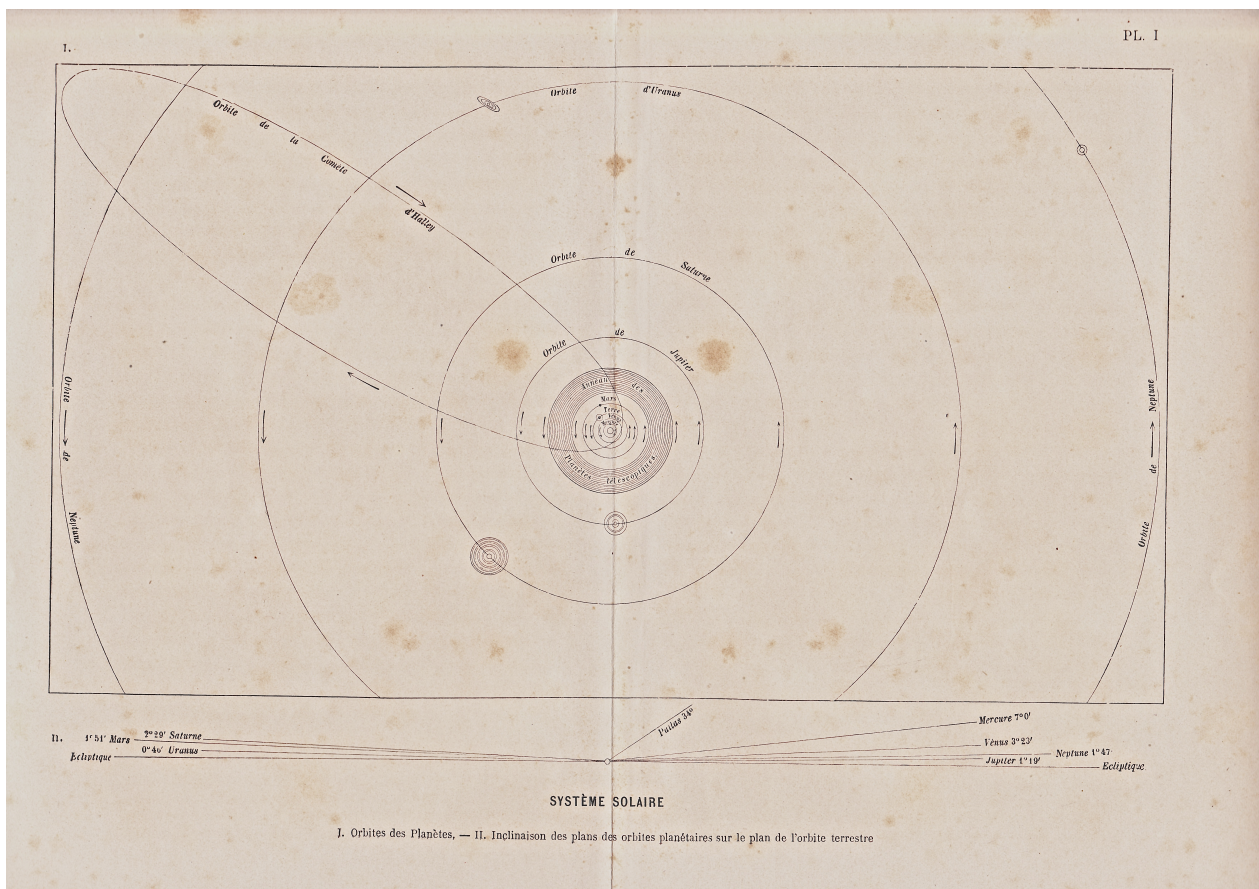 PL. I
I.
Orbite d'Uranus
Orbite de la Comète d'Halley
Orbite de Saturne
Orbite de Jupiter
Anneau des Planètes télescopiques
Mars
Terre
Orbite de Neptune
Orbite de Neptune
II.
1°51' Mars
2°29' Saturne
0°46' Uranus
Écliptique
Pallas 34°
Mercure 7°0'
Vénus 3°23'
Neptune 1°47'
Jupiter 1°19'
Ecliptique
SYSTÈME SOLAIRE
I. Orbites des Planètes, — II. Inclinaison des plans des orbites planétaires sur le plan de l'orbite terrestre